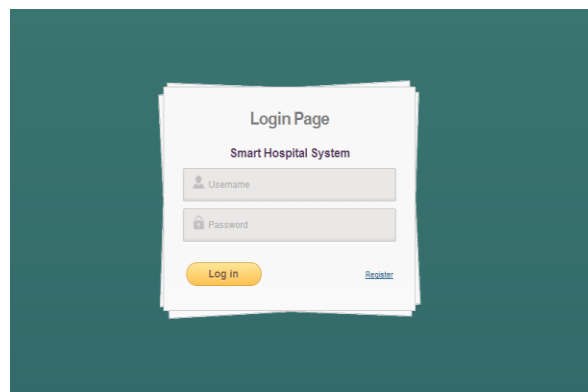 Login Page
Smart Hospital System
Username
Password
Log in
Register